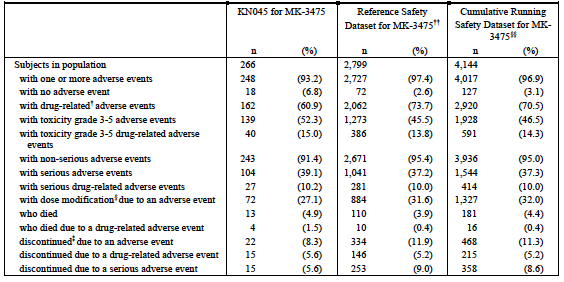 KN045 for MK-3475 Reference Safety Dataset for MK-3475†† Cumulative Running Safety Dataset for MK-3475§§
n (%) n (%) n (%)
Subjects in population 266 2,799 4,144
with one or more adverse events 248 (93.2) 2,727 (97.4) 4,017 (96.9)
with no adverse event 18 (6.8) 72 (2.6) 127 (3.1)
with drug-related† adverse events 162 (60.9) 2,062 (73.7) 2,920 (70.5)
with toxicity grade 3-5 adverse events 139 (52.3) 1,273 (45.5) 1,928 (46.5)
with toxicity grade 3-5 drug-related adverse 40 (15.0) 386 (13.8) 591 (14.3)
events
with non-serious adverse events 243 (91.4) 2,671 (95.4) 3,936 (95.0)
with serious adverse events 104 (39.1) 1,041 (37.2) 1,544 (37.3)
with serious drug-related adverse events 27 (10.2) 281 (10.0) 414 (10.0)
with dose modification§ due to an adverse event 72 (27.1) 884 (31.6) 1,327 (32.0)
who died 13 (4.9) 110 (3.9) 181 (4.4)
who died due to a drug-related adverse event 4 (1.5) 10 (0.4) 16 (0.4)
discontinued‡ due to an adverse event 22 (8.3) 334 (11.9) 468 (11.3)
discontinued due to a drug-related adverse event 15 (5.6) 146 (5.2) 215 (5.2)
discontinued due to a serious adverse event 15 (5.6) 253 (9.0) 358 (8.6)